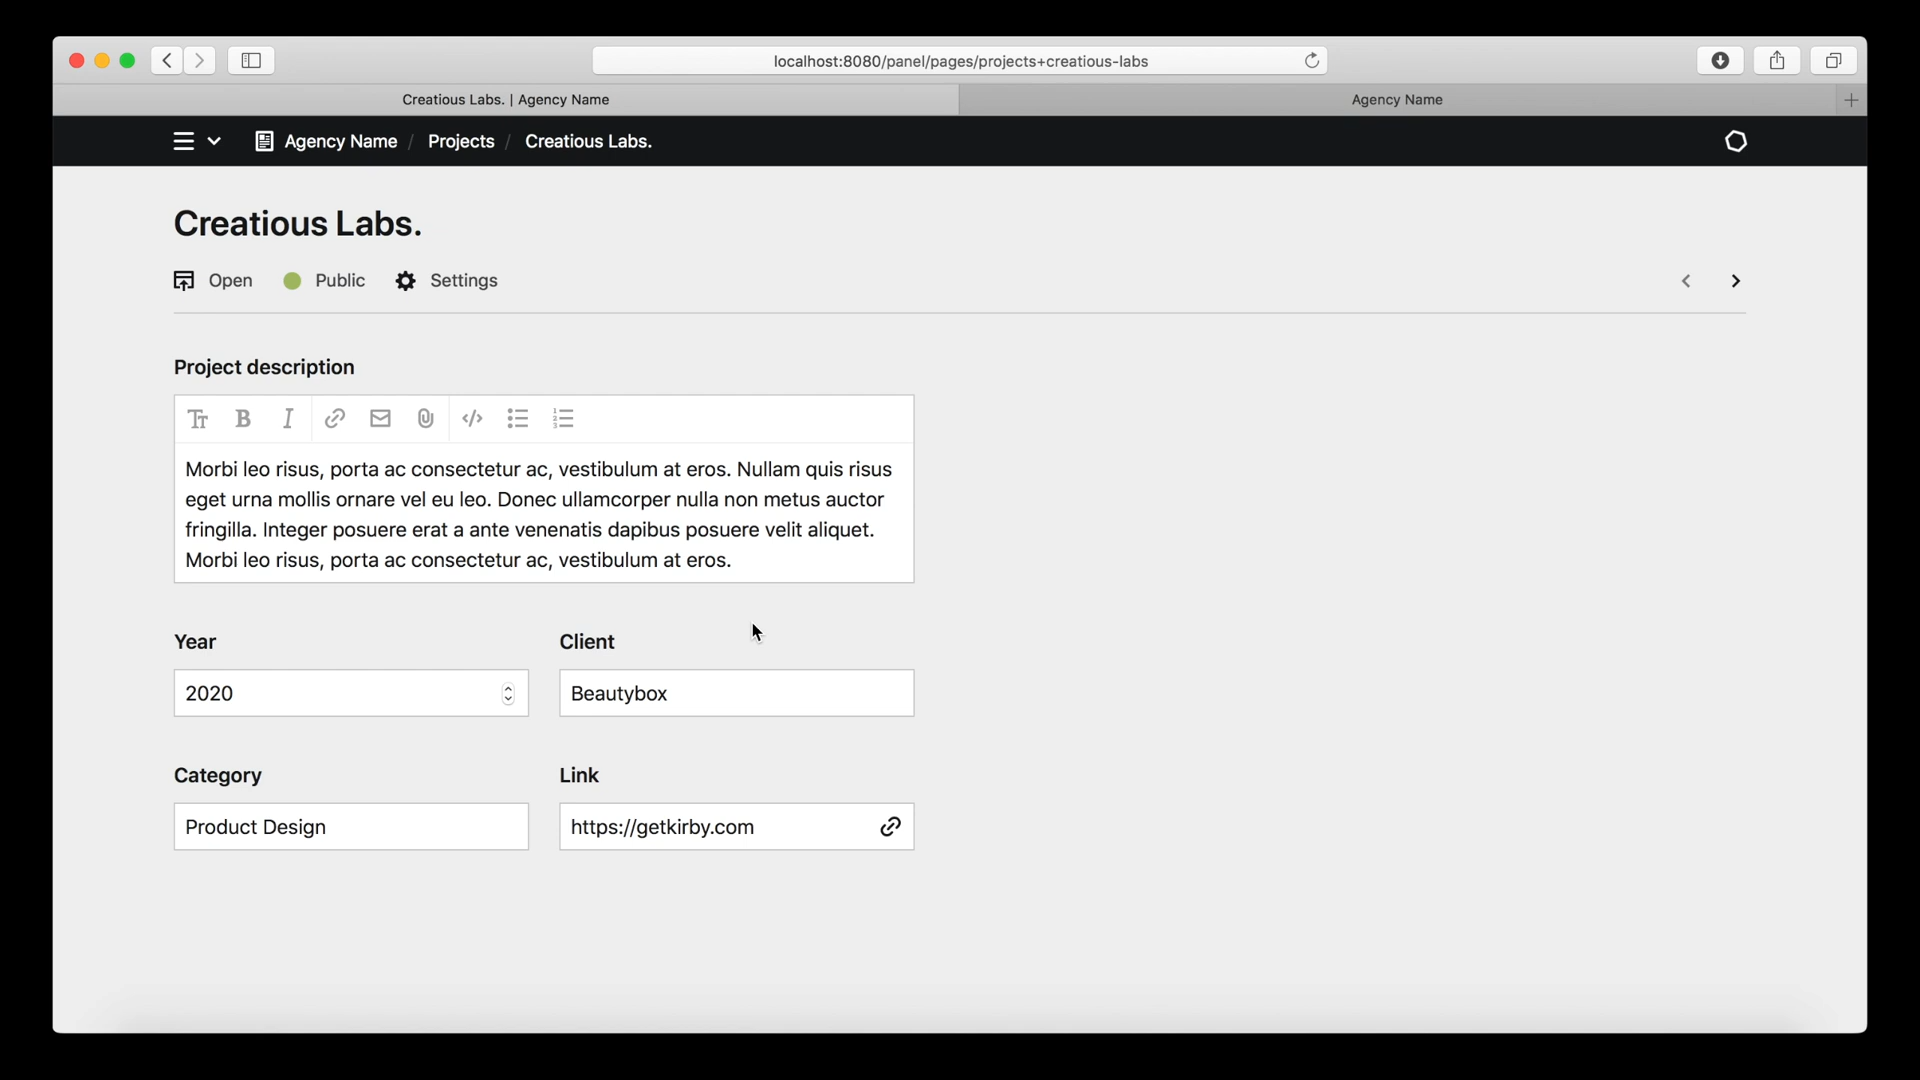 localhost:8080/panel/pages/projects+creatious-labs
Creatious Labs. | Agency Name
Agency Name
Agency Name / Projects / Creatious Labs.
Creatious Labs.
Open Public Settings
Project description
Morbi leo risus, porta ac consectetur ac, vestibulum at eros. Nullam quis risus
eget urna mollis ornare vel eu leo. Donec ullamcorper nulla non metus auctor
fringilla. Integer posuere erat a ante venenatis dapibus posuere velit aliquet.
Morbi leo risus, porta ac consectetur ac, vestibulum at eros.
Year
Client
2020
Beautybox
Category
Link
Product Design
https://getkirby.com